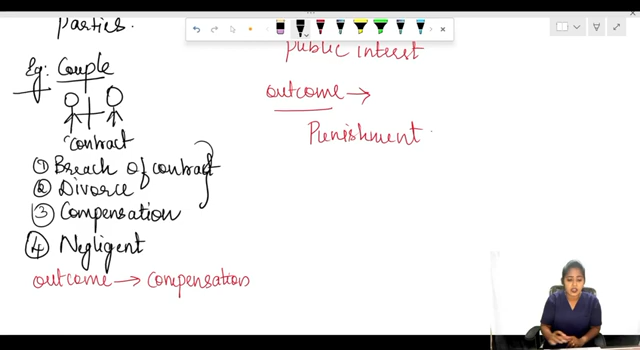 parties.
Eg: Couple
Contract
① Breach of contract
② Divorce
③ Compensation
④ Negligent
outcome → compensation
Public interest
outcome →
Punishment